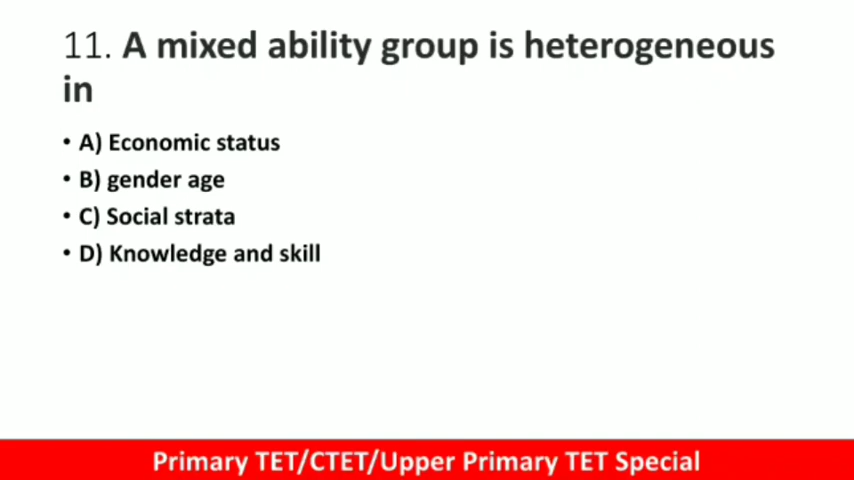 11. A mixed ability group is heterogeneous
in
• A) Economic status
• B) gender age
• C) Social strata
• D) Knowledge and skill
Primary TET/CTET/Upper Primary TET Special